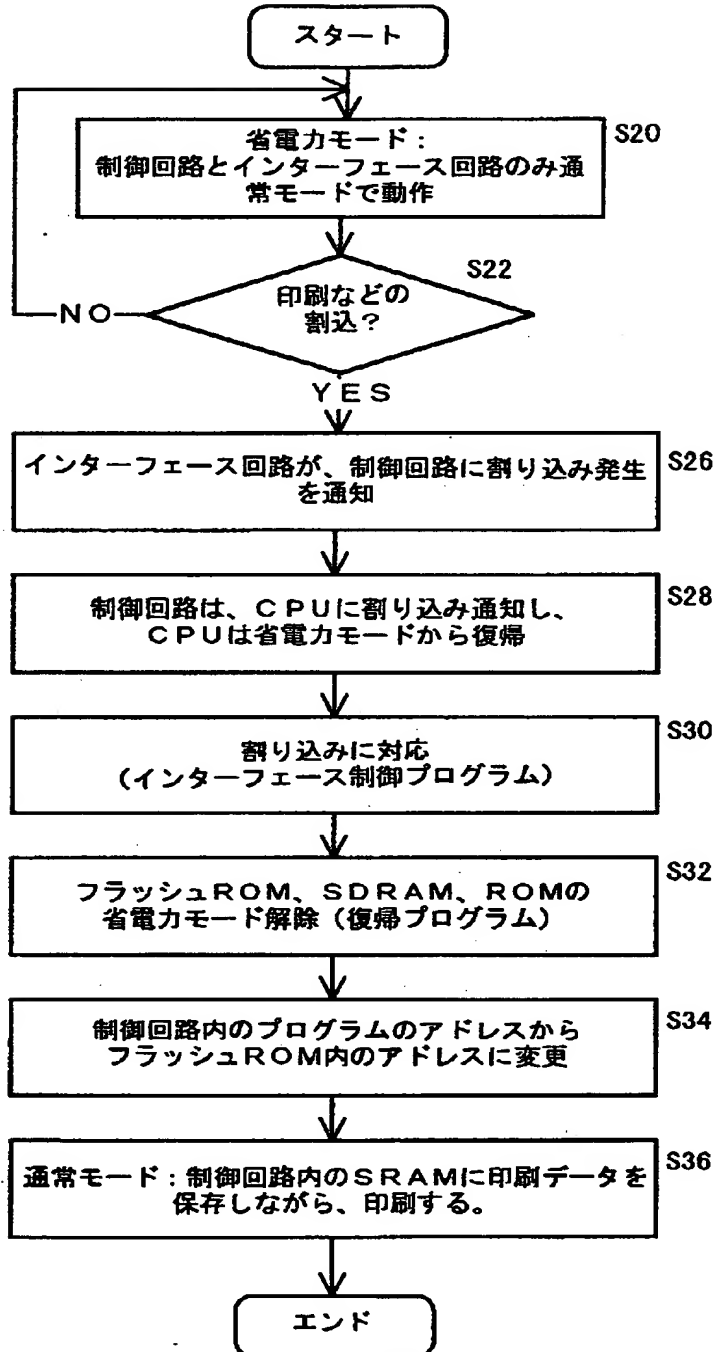 スタート
省電力モード：
制御回路とインターフェース回路のみ通
常モードで動作
S20
印刷などの
割込？
S22
NO
YES
インターフェース回路が、制御回路に割り込み発生
を通知
S26
制御回路は、CPUに割り込み通知し、
CPUは省電力モードから復帰
S28
割り込みに対応
（インターフェース制御プログラム）
S30
フラッシュROM、SDRAM、ROMの
省電力モード解除（復帰プログラム）
S32
制御回路内のプログラムのアドレスから
フラッシュROM内のアドレスに変更
S34
通常モード：制御回路内のSRAMに印刷データを
保存しながら、印刷する。
S36
エンド